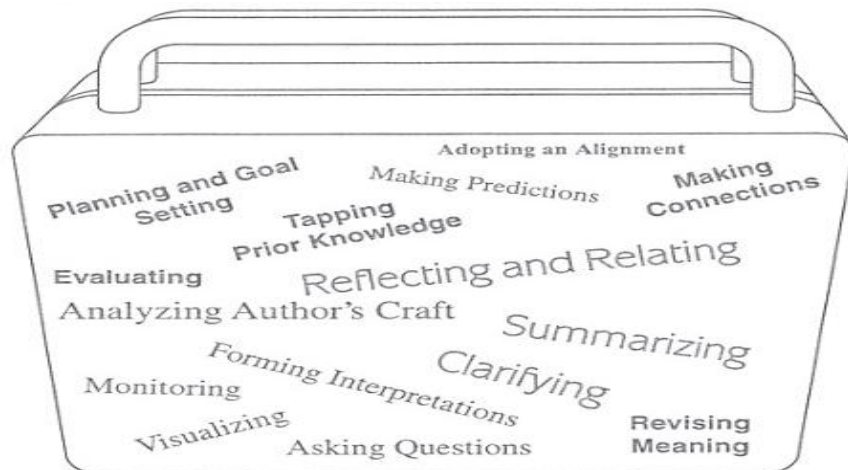 Adopting an Alignment
Planning and Goal
Setting
Making Predictions
Making
Connections
Tapping
Prior Knowledge
Evaluating
Reflecting and Relating
Analyzing Author's Craft
Summarizing
Forming Interpretations
Clarifying
Monitoring
Visualizing
Asking Questions
Revising
Meaning